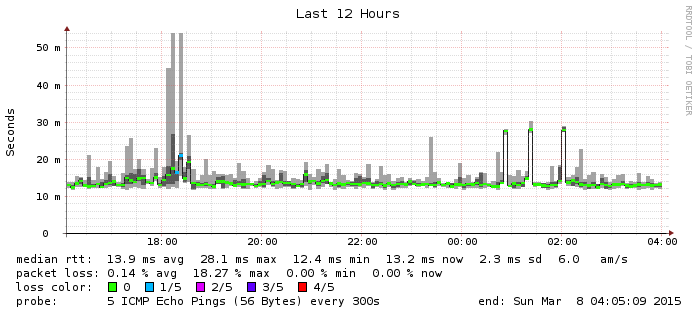 Last 12 Hours
RRDTOOL / TOBI OETIKER
Seconds
50 m
40 m
30 m
20 m
10 m
0
18:00 20:00 22:00 00:00 02:00 04:00
median rtt: 13.9 ms avg 28.1 ms max 12.4 ms min 13.2 ms now 2.3 ms sd 6.0 am/s
packet loss: 0.14 % avg 18.27 % max 0.00 % min 0.00 % now
loss color: 0 1/5 2/5 3/5 4/5
probe: 5 ICMP Echo Pings (56 Bytes) every 300s end: Sun Mar 8 04:05:09 2015